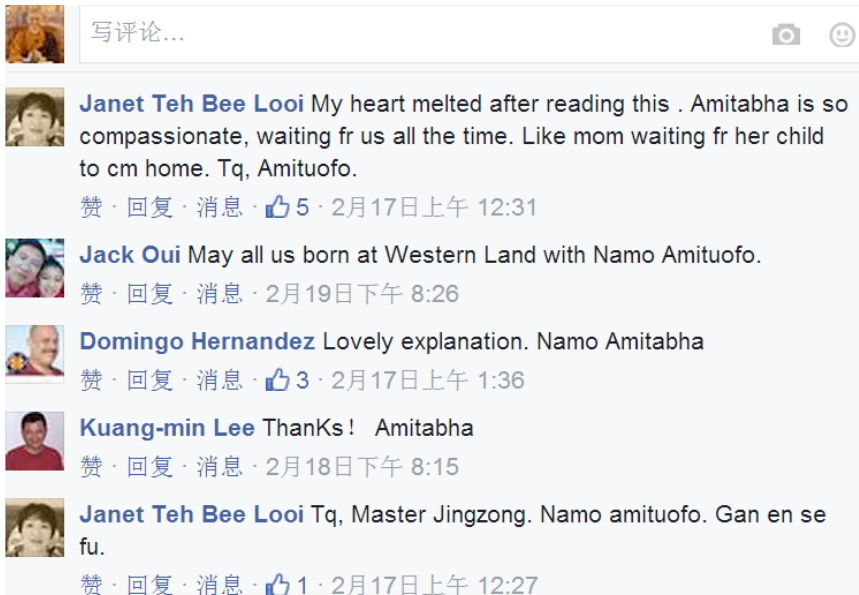 写评论...
Janet Teh Bee Looi My heart melted after reading this . Amitabha is so
compassionate, waiting fr us all the time. Like mom waiting fr her child
to cm home. Tq, Amituofo.
赞 · 回复 · 消息 · 5 · 2月17日上午 12:31
Jack Oui May all us born at Western Land with Namo Amituofo.
赞 · 回复 · 消息 · 2月19日下午 8:26
Domingo Hernandez Lovely explanation. Namo Amitabha
赞 · 回复 · 消息 · 3 · 2月17日上午 1:36
Kuang-min Lee ThanKs！ Amitabha
赞 · 回复 · 消息 · 2月18日下午 8:15
Janet Teh Bee Looi Tq, Master Jingzong. Namo amituofo. Gan en se
fu.
赞 · 回复 · 消息 · 1 · 2月17日上午 12:27